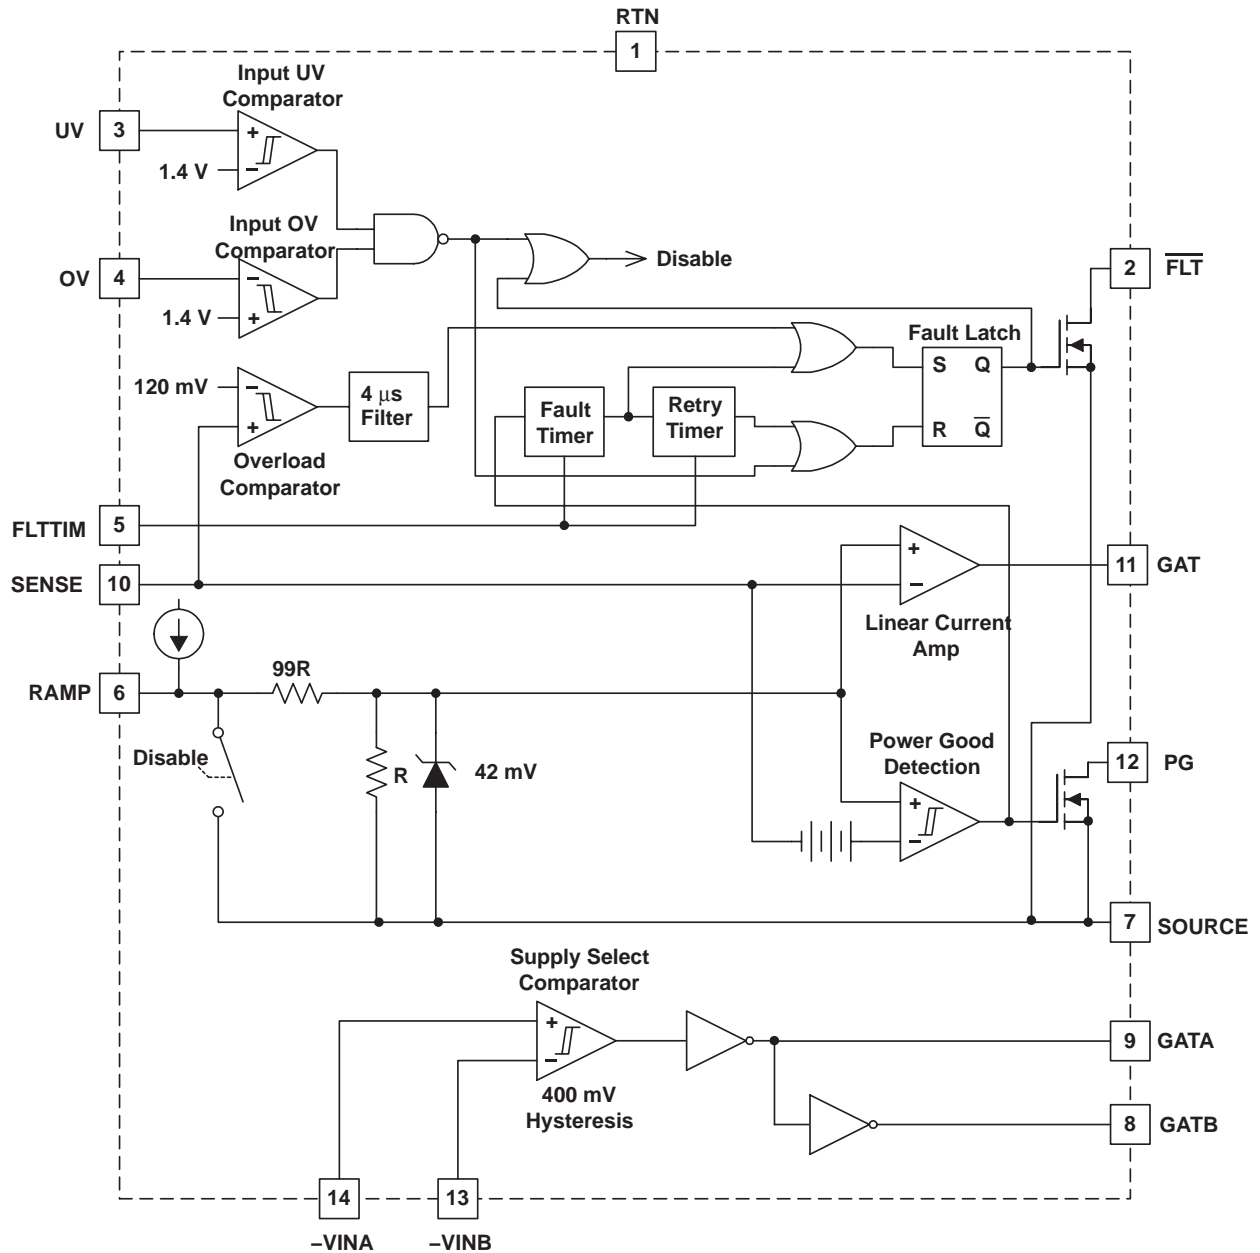 RTN
1
Input UV
Comparator
UV
3
+
1.4 V
−
Input OV
Comparator
OV
4
−
1.4 V
+
Disable
2
FLT
Fault Latch
S Q
R Q
120 mV
−
+
4 μs
Filter
Overload
Comparator
Fault
Timer
Retry
Timer
FLTTIM
5
SENSE
10
+
−
11
GAT
Linear Current
Amp
RAMP
6
99R
Disable
R
42 mV
Power Good
Detection
+
−
12
PG
7
SOURCE
Supply Select
Comparator
+
−
400 mV
Hysteresis
9
GATA
8
GATB
14
13
–VINA
–VINB